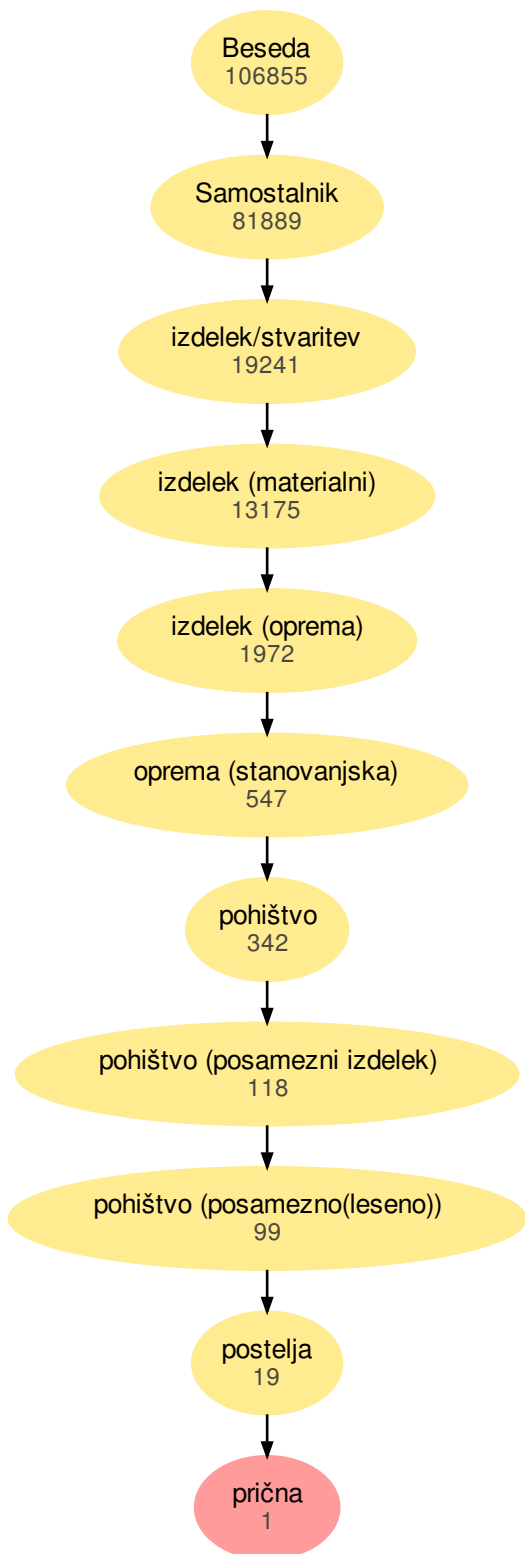 Beseda
106855
Samostalnik
81889
izdelek/stvaritev
19241
izdelek (materialni)
13175
izdelek (oprema)
1972
oprema (stanovanjska)
547
pohištvo
342
pohištvo (posamezni izdelek)
118
pohištvo (posamezno(leseno))
99
postelja
19
prična
1